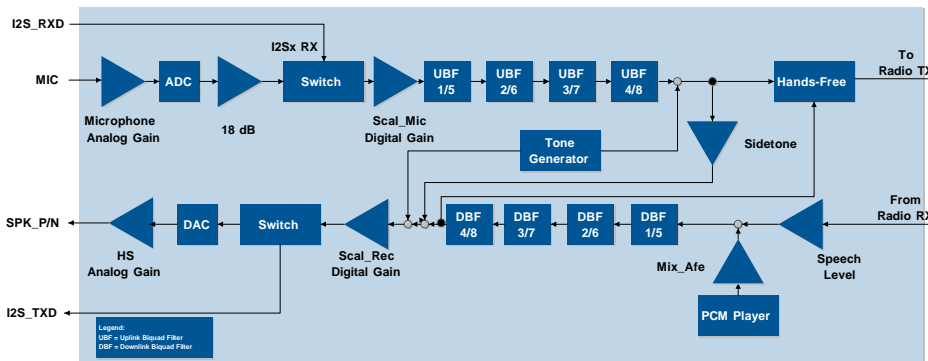 I2S_RXD
I2Sx RX
To
Radio TX
MIC
ADC
Switch
UBF
1/5
UBF
2/6
UBF
3/7
UBF
4/8
Hands-Free
Microphone
Analog Gain
18 dB
Scal_Mic
Digital Gain
Tone
Generator
Sidetone
From
Radio RX
SPK_P/N
DAC
Switch
DBF
4/8
DBF
3/7
DBF
2/6
DBF
1/5
HS
Analog Gain
Scal_Rec
Digital Gain
Mix_Afe
Speech
Level
PCM Player
I2S_TXD
Legend:
UBF = Uplink Biquad Filter
DBF = Downlink Biquad Filter